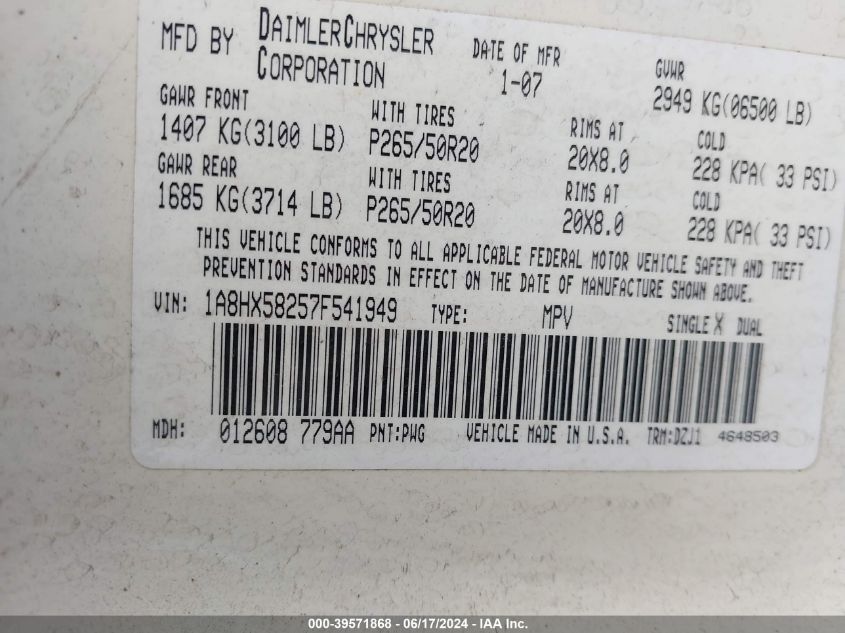 MFD BY DAIMLERCHRYSLER CORPORATION
DATE OF MFR 1-07
GVWR 2949 KG(06500 LB)
GAWR FRONT WITH TIRES RIMS AT COLD
1407 KG(3100 LB) P265/50R20 20X8.0 228 KPA( 33 PSI)
GAWR REAR WITH TIRES RIMS AT COLD
1685 KG(3714 LB) P265/50R20 20X8.0 228 KPA( 33 PSI)
THIS VEHICLE CONFORMS TO ALL APPLICABLE FEDERAL MOTOR VEHICLE SAFETY AND THEFT
PREVENTION STANDARDS IN EFFECT ON THE DATE OF MANUFACTURE SHOWN ABOVE.
VIN: 1A8HX58257F541949 TYPE: MPV SINGLE X DUAL
MDH: 012608 779AA PNT:PWG VEHICLE MADE IN U.S.A. TRM:DZJ1 4648503
000-39571868 - 06/17/2024 - IAA Inc.